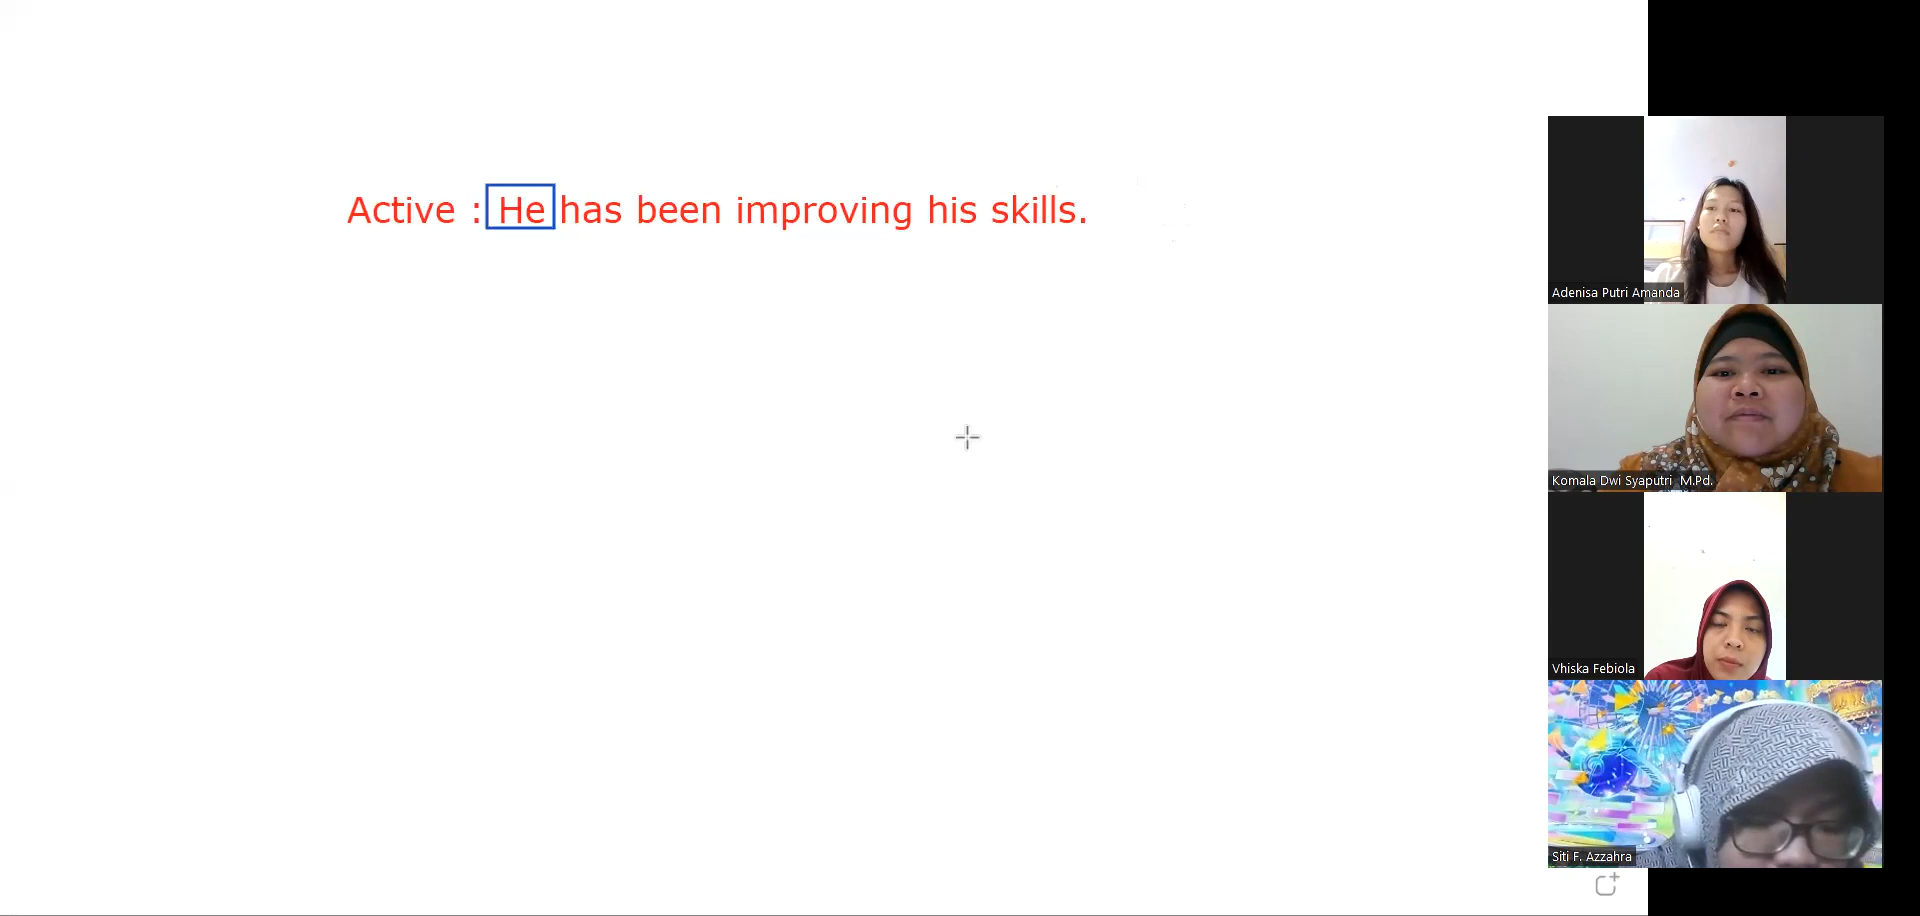 Active : He has been improving his skills.
Adenisa Putri Amanda
Komala Dwi Syaputri M.Pd.
Vhiska Febiola
Siti F. Azzahra